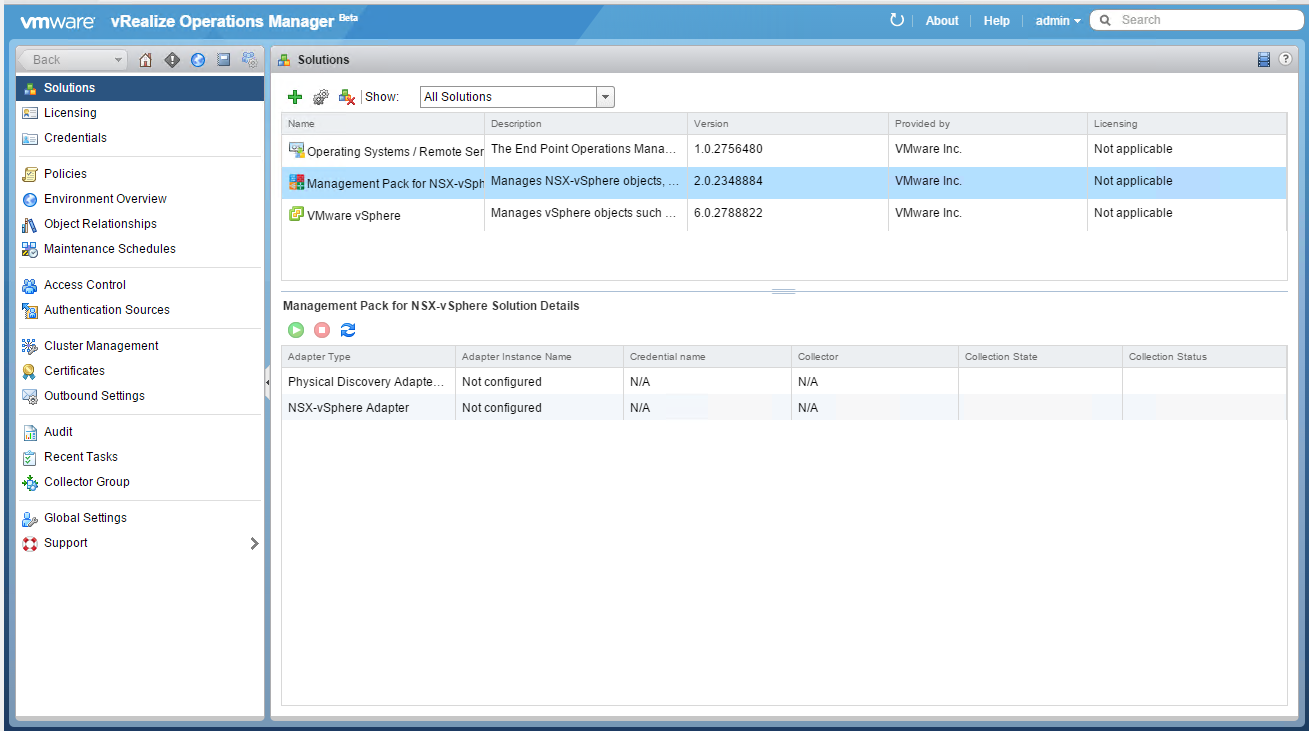 vmware vRealize Operations Manager Beta About Help admin Search
Back
Solutions
Licensing
Credentials
Policies
Environment Overview
Object Relationships
Maintenance Schedules
Access Control
Authentication Sources
Cluster Management
Certificates
Outbound Settings
Audit
Recent Tasks
Collector Group
Global Settings
Support
Solutions ?
Show: All Solutions
Name Description Version Provided by Licensing
Operating Systems / Remote Ser The End Point Operations Mana... 1.0.2756480 VMware Inc. Not applicable
Management Pack for NSX-vSph Manages NSX-vSphere objects, ... 2.0.2348884 VMware Inc. Not applicable
VMware vSphere Manages vSphere objects such ... 6.0.2788822 VMware Inc. Not applicable
Management Pack for NSX-vSphere Solution Details
Adapter Type Adapter Instance Name Credential name Collector Collection State Collection Status
Physical Discovery Adapte... Not configured N/A N/A
NSX-vSphere Adapter Not configured N/A N/A